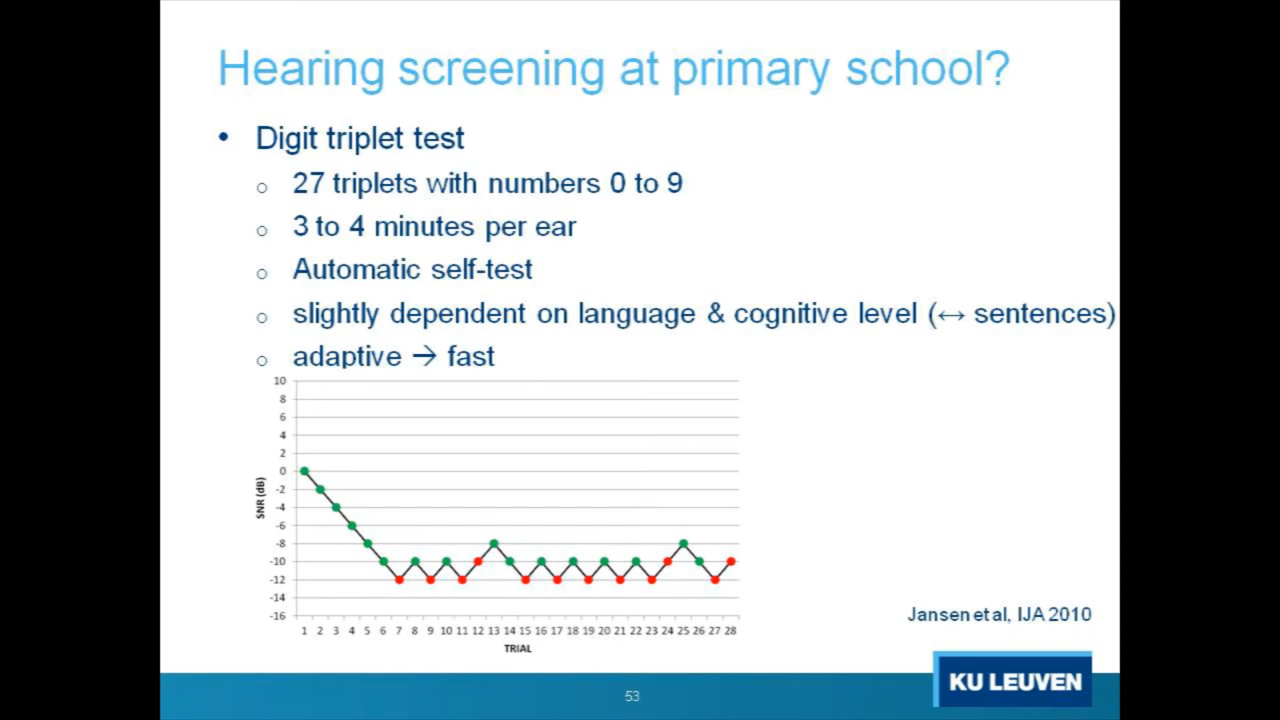 Hearing screening at primary school?
• Digit triplet test
o 27 triplets with numbers 0 to 9
o 3 to 4 minutes per ear
o Automatic self-test
o slightly dependent on language & cognitive level (↔ sentences)
o adaptive → fast
10
8
6
4
2
0
-2
-4
-6
-8
-10
-12
-14
-16
SNR (dB)
1 2 3 4 5 6 7 8 9 10 11 12 13 14 15 16 17 18 19 20 21 22 23 24 25 26 27 28
TRIAL
Jansen et al, IJA 2010
KU LEUVEN
53